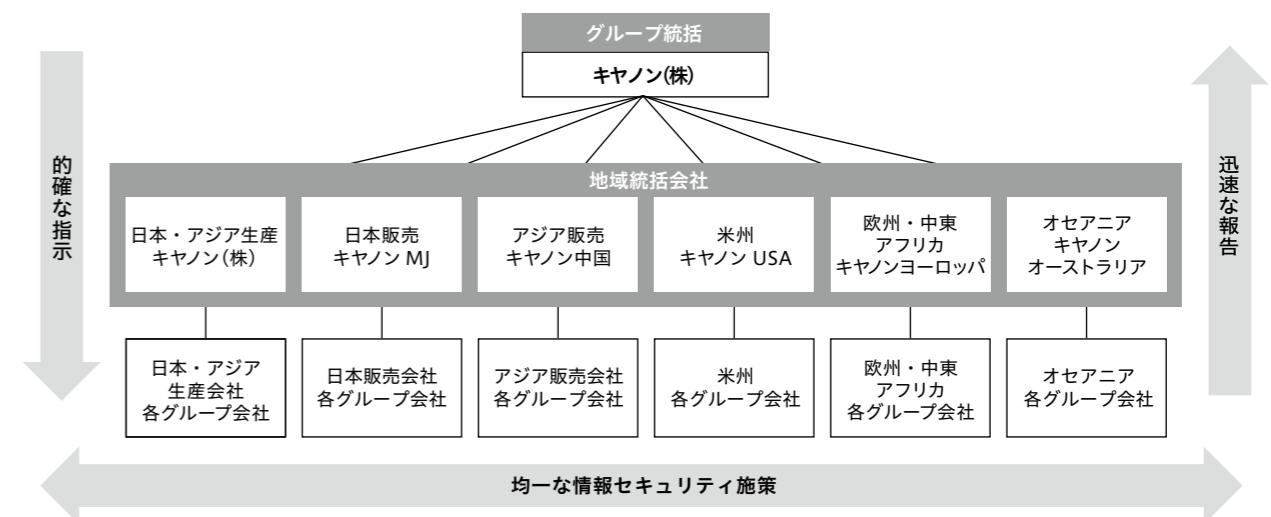 グループ統括
キヤノン(株)
的確な指示
迅速な報告
地域統括会社
日本・アジア生産
キヤノン(株)
日本販売
キヤノン MJ
アジア販売
キヤノン中国
米州
キヤノン USA
欧州・中東
アフリカ
キヤノンヨーロッパ
オセアニア
キヤノン
オーストラリア
日本・アジア
生産会社
各グループ会社
日本販売会社
各グループ会社
アジア販売会社
各グループ会社
米州
各グループ会社
欧州・中東
アフリカ
各グループ会社
オセアニア
各グループ会社
均一な情報セキュリティ施策